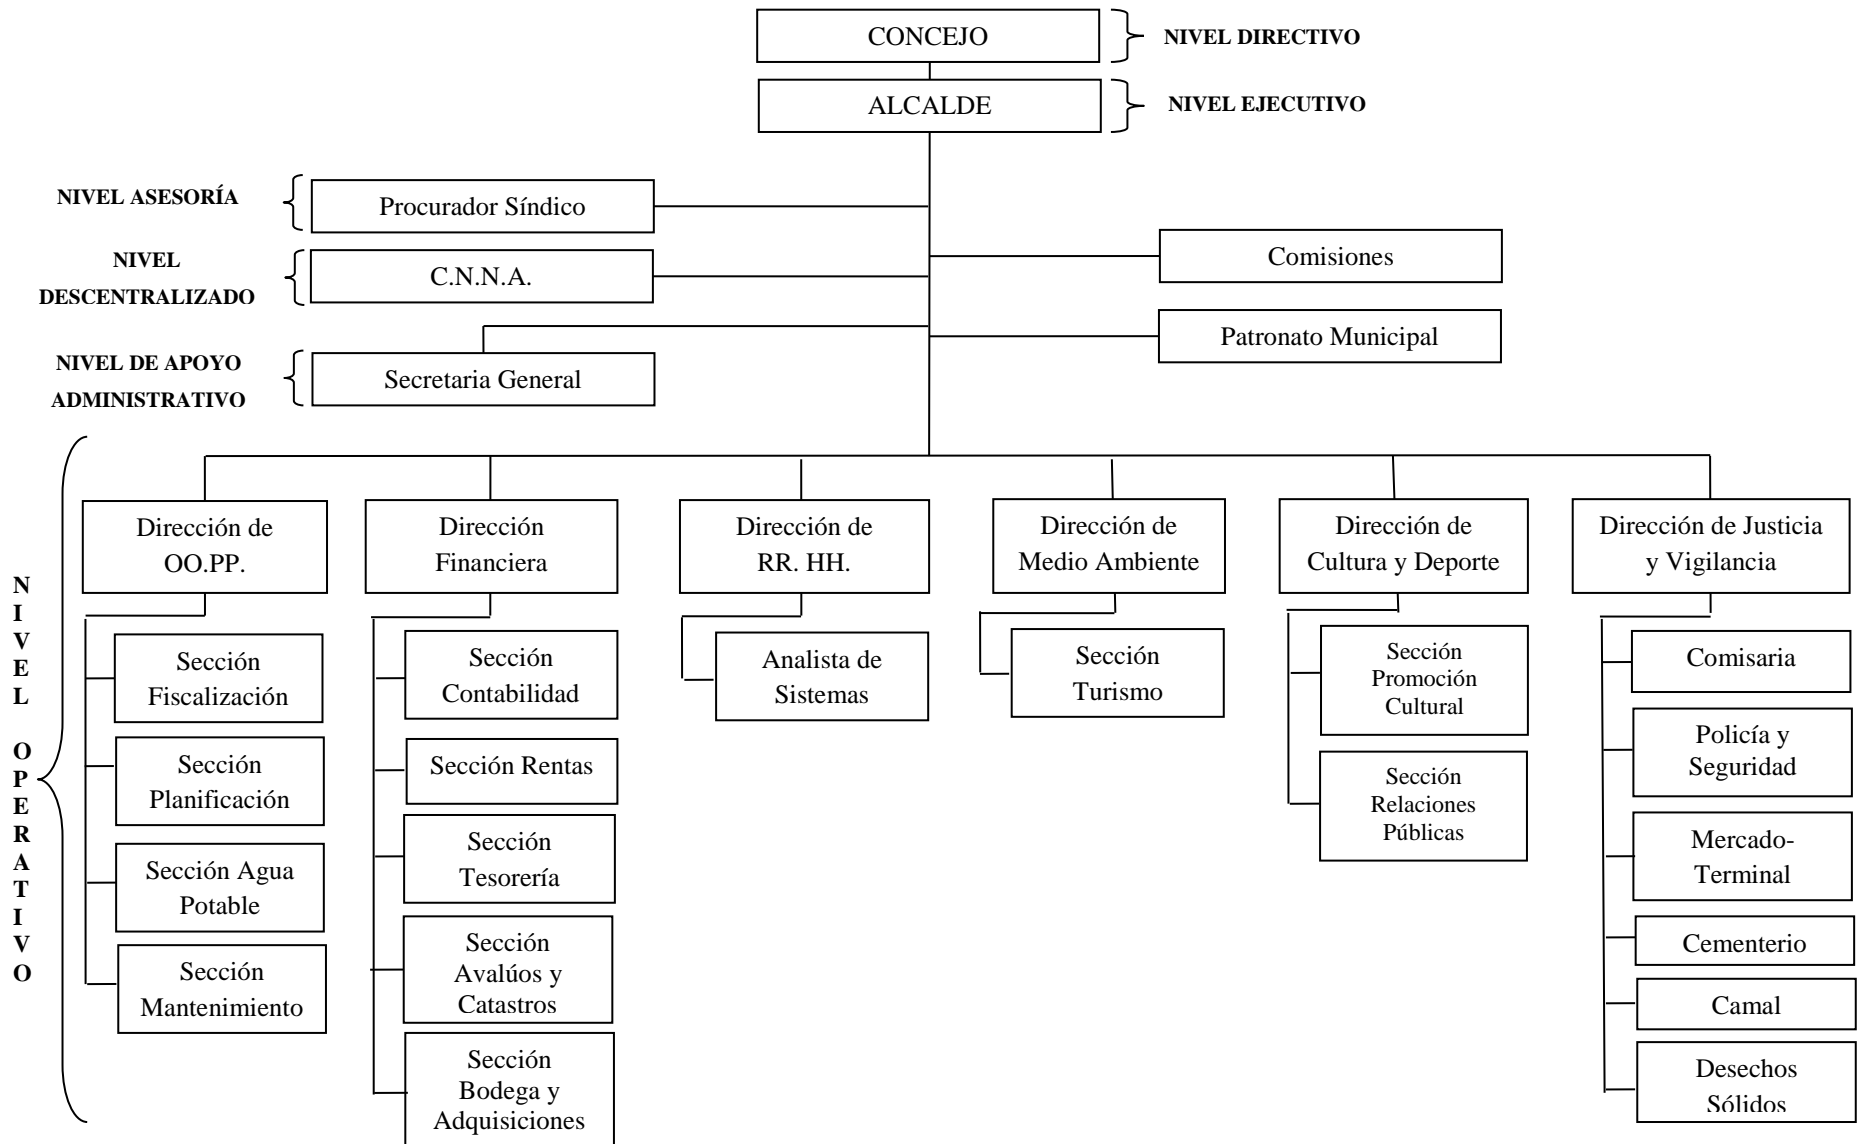 CONCEJO
NIVEL DIRECTIVO
ALCALDE
NIVEL EJECUTIVO
NIVEL ASESORÍA
Procurador Síndico
NIVEL
DESCENTRALIZADO
C.N.N.A.
Comisiones
Patronato Municipal
NIVEL DE APOYO
ADMINISTRATIVO
Secretaria General
NIVEL OPERATIVO
Dirección de
OO.PP.
Sección
Fiscalización
Sección
Planificación
Sección Agua
Potable
Sección
Mantenimiento
Dirección
Financiera
Sección
Contabilidad
Sección Rentas
Sección
Tesorería
Sección
Avalúos y
Catastros
Sección
Bodega y
Adquisiciones
Dirección de
RR. HH.
Analista de
Sistemas
Dirección de
Medio Ambiente
Sección
Turismo
Dirección de
Cultura y Deporte
Sección
Promoción
Cultural
Sección
Relaciones
Públicas
Dirección de Justicia
y Vigilancia
Comisaria
Policía y
Seguridad
Mercado-
Terminal
Cementerio
Camal
Desechos
Sólidos